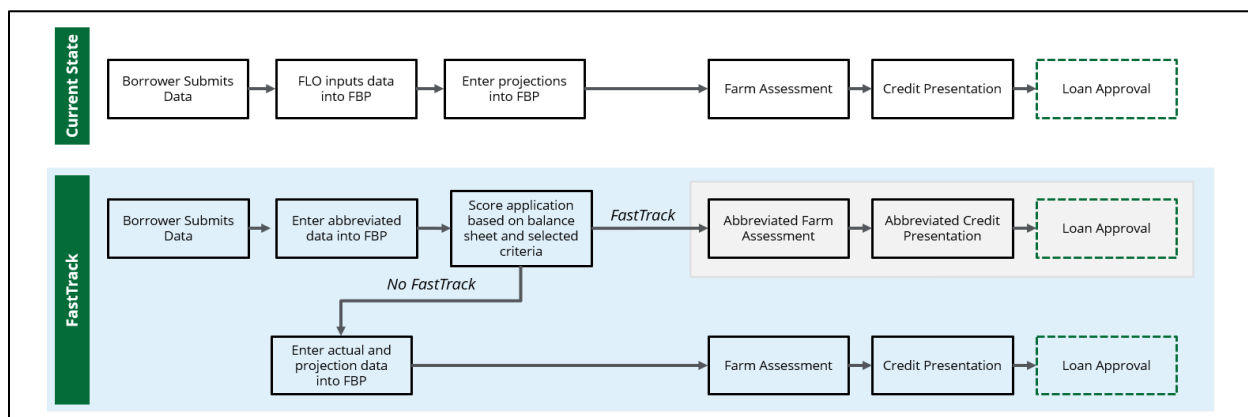 Current State
Borrower Submits
Data
FLO inputs data
into FBP
Enter projections
into FBP
Farm Assessment
Credit Presentation
Loan Approval
FastTrack
Borrower Submits
Data
Enter abbreviated
data into FBP
Score application
based on balance
sheet and selected
criteria
FastTrack
Abbreviated Farm
Assessment
Abbreviated Credit
Presentation
Loan Approval
No FastTrack
Enter actual and
projection data
into FBP
Farm Assessment
Credit Presentation
Loan Approval